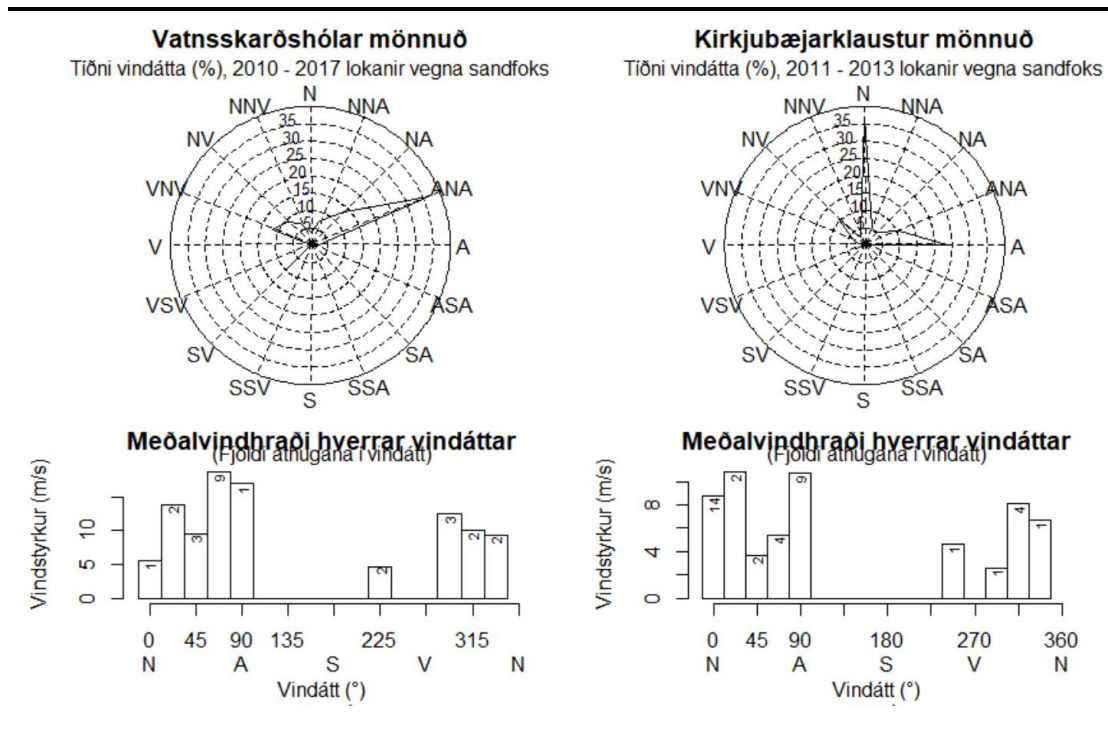 Vatnsskarðshólar mönnuð
Tíðni vindátta (%), 2010 - 2017 lokanir vegna sandfoks
N
NNV NNA
NV NA
VNV ANA
V A
VSV ASA
SV SA
SSV SSA
S
35
30
25
20
15
10
5
Meðalvindhraði hverrar vindáttar
(Fjöldi athugana í vindátt)
Vindstyrkur (m/s)
10
5
0
1 2 3 9 1 2 3 2 2
0 45 90 135 225 315
N A S V N
Vindátt (°)
Kirkjubæjarklaustur mönnuð
Tíðni vindátta (%), 2011 - 2013 lokanir vegna sandfoks
N
NNV NNA
NV NA
VNV ANA
V A
VSV ASA
SV SA
SSV SSA
S
35
30
25
20
15
10
5
Meðalvindhraði hverrar vindáttar
(Fjöldi athugana í vindátt)
Vindstyrkur (m/s)
8
4
0
14 2 2 4 9 1 1 4 1
0 45 90 180 270 360
N A S V N
Vindátt (°)